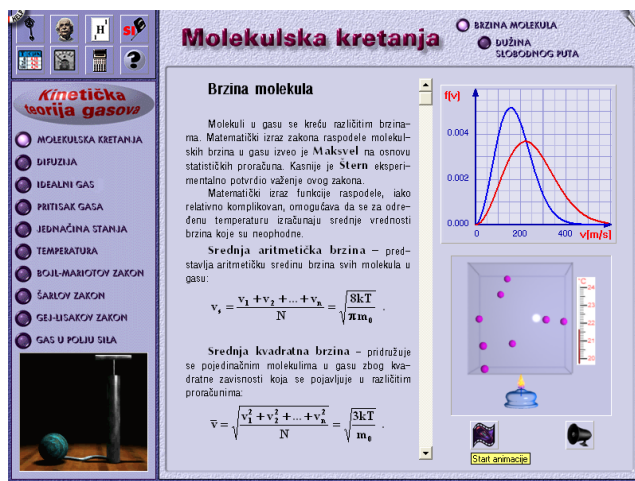 H
SI
?
Molekulska kretanja
BRZINA MOLEKULA
DUŽINA
SLOBODNOG PUTA
Kinetička
teorija gasova
MOLEKULSKA KRETANJA
DIFUZIJA
IDEALNI GAS
PRITISAK GASA
JEDNAČINA STANJA
TEMPERATURA
BOJL-MARIOTOV ZAKON
ŠARLOV ZAKON
GEJ-LISAKOV ZAKON
GAS U POLJU SILA
Brzina molekula
Molekuli u gasu se kreću različitim brzina–
ma. Matematički izraz zakona raspodele molekul–
skih brzina u gasu izveo je Maksvel na osnovu
statističkih proračuna. Kasnije je Štern eksperi–
mentalno potvrdio važenje ovog zakona.
Matematički izraz funkcije raspodele, iako
relativno komplikovan, omogućava da se za odre–
đenu temperaturu izračunaju srednje vrednosti
brzina koje su neophodne.
Srednja aritmetička brzina – pred–
stavlja aritmetičku sredinu brzina svih molekula u
gasu:
v_s = (v₁ + v₂ + ... + vₙ) / N = √(8kT / πm₀) .
Srednja kvadratna brzina – pridružuje
se pojedinačnim molekulima u gasu zbog kva–
dratne zavisnosti koja se pojavljuje u različitim
proračunima:
v̅ = √((v₁² + v₂² + ... + vₙ²) / N) = √(3kT / m₀) .
f(v)
0.004
0.002
0.000
0 200 400 v[m/s]
°C
24
23
22
21
20
Start animacije